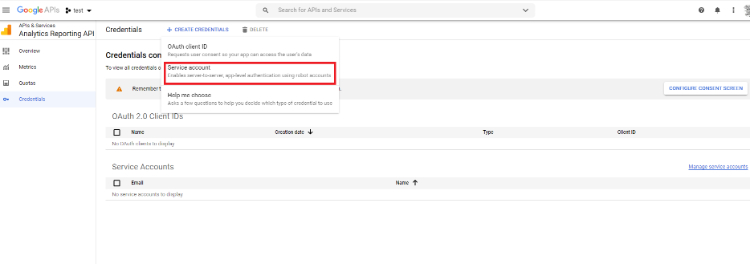 Google APIs
test
Search for APIs and Services
APIs & Services
Analytics Reporting API
Overview
Metrics
Quotas
Credentials
Credentials
CREATE CREDENTIALS
DELETE
OAuth client ID
Requests user consent so your app can access the user's data
Service account
Enables server-to-server, app-level authentication using robot accounts
Help me choose
Asks a few questions to help you decide which type of credential to use
Credentials com
To view all credentials
Remember
CONFIGURE CONSENT SCREEN
OAuth 2.0 Client IDs
Name Creation date Type Client ID
No OAuth clients to display
Service Accounts
Manage service accounts
Email Name
No service accounts to display